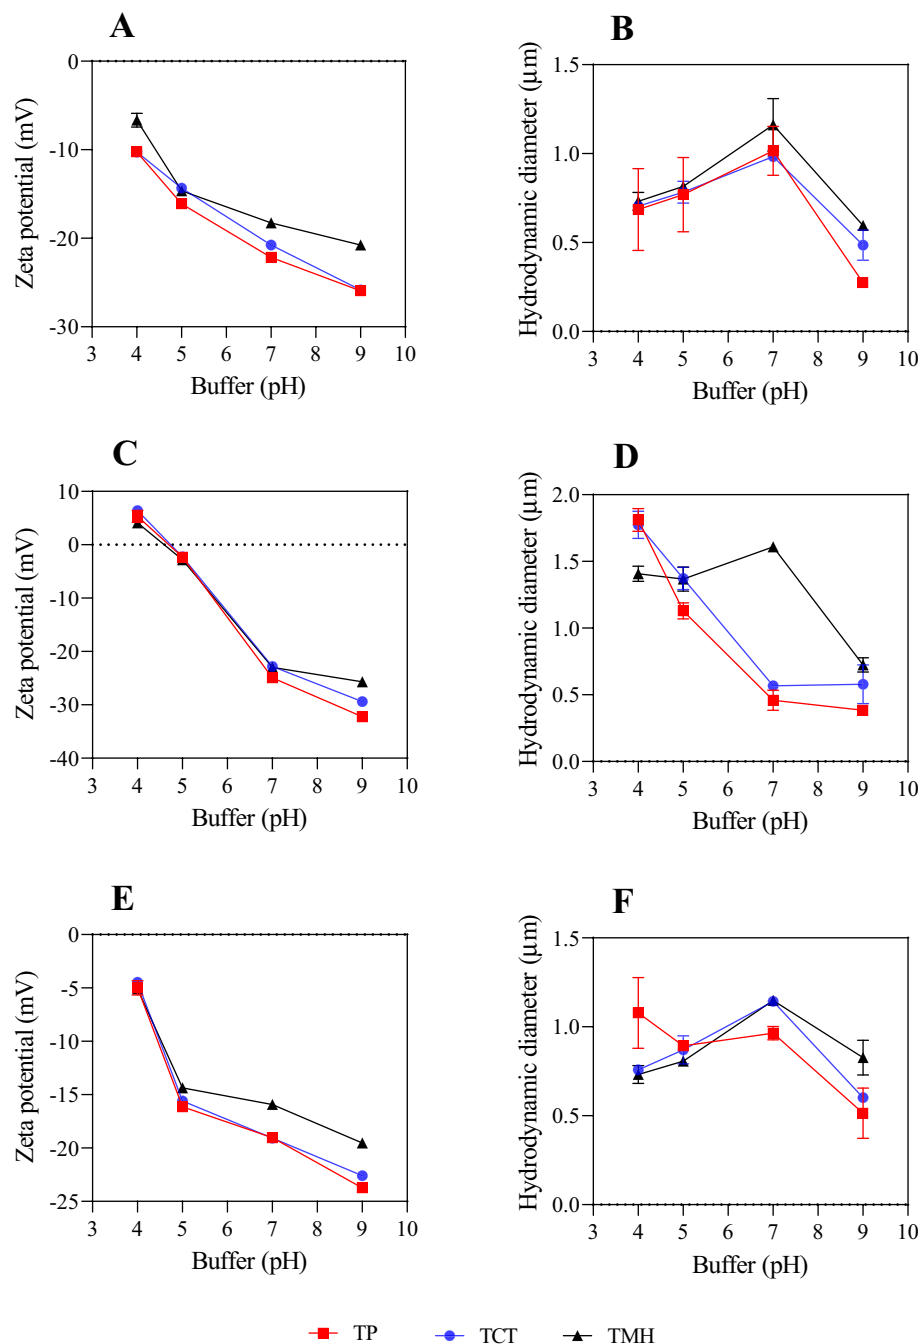 A
Zeta potential (mV)
0
-10
-20
-30
3 4 5 6 7 8 9 10
Buffer (pH)
B
Hydrodynamic diameter (µm)
1.5
1.0
0.5
0.0
3 4 5 6 7 8 9 10
Buffer (pH)
C
Zeta potential (mV)
10
0
-10
-20
-30
-40
3 4 5 6 7 8 9 10
Buffer (pH)
D
Hydrodynamic diameter (µm)
2.0
1.5
1.0
0.5
0.0
3 4 5 6 7 8 9 10
Buffer (pH)
E
Zeta potential (mV)
0
-5
-10
-15
-20
-25
3 4 5 6 7 8 9 10
Buffer (pH)
F
Hydrodynamic diameter (µm)
1.5
1.0
0.5
0.0
3 4 5 6 7 8 9 10
Buffer (pH)
TP TCT TMH